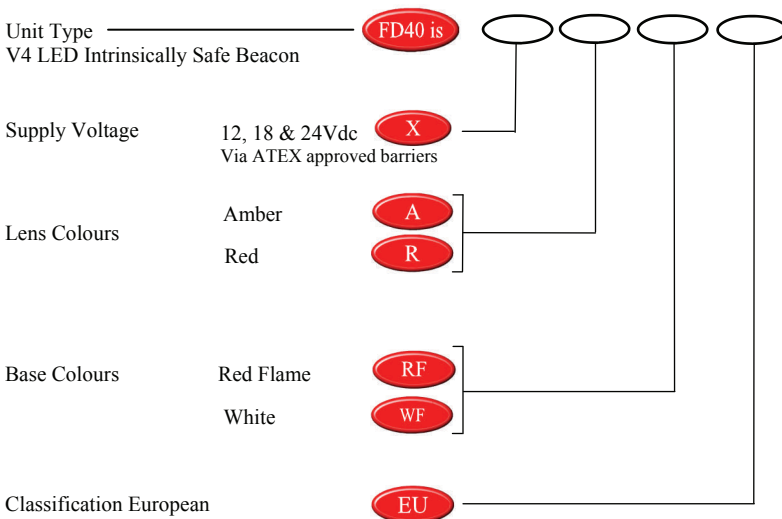 Unit Type FD40 is
V4 LED Intrinsically Safe Beacon
Supply Voltage 12, 18 & 24Vdc X
Via ATEX approved barriers
Amber A
Lens Colours
Red R
Base Colours Red Flame RF
White WF
Classification European EU